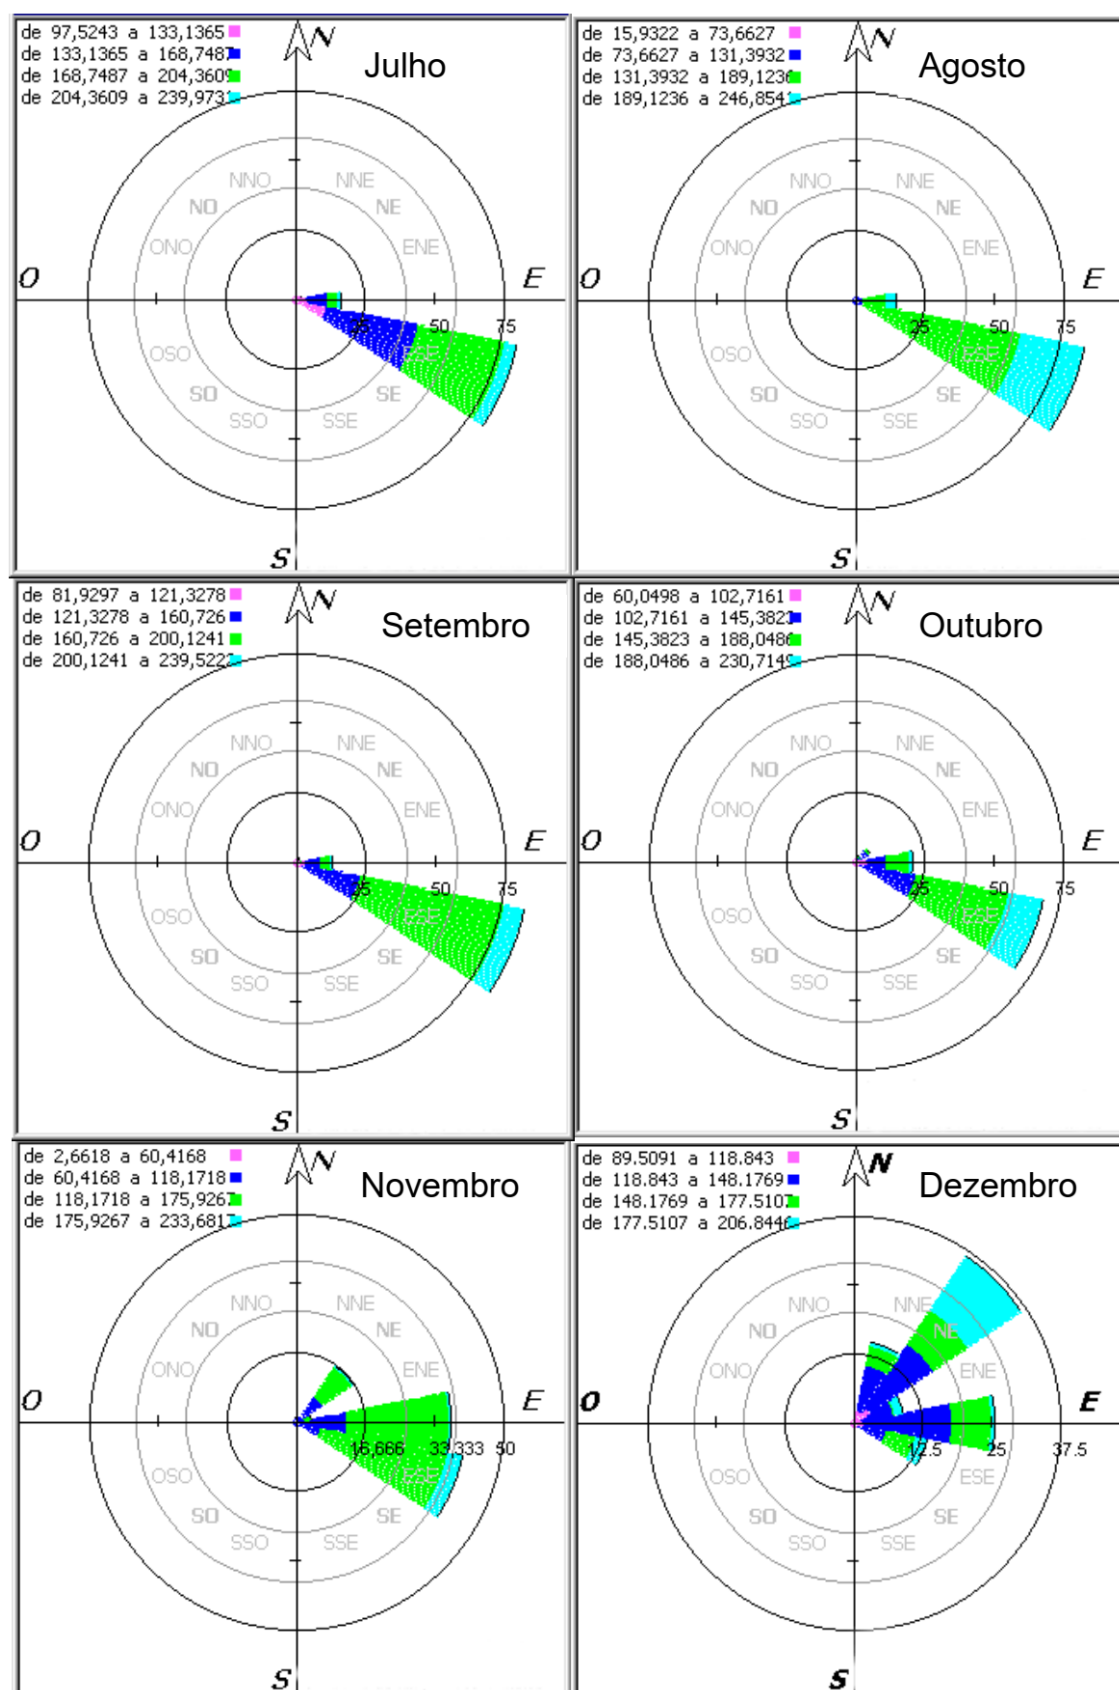 de 97,5243 a 133,1365
de 133,1365 a 168,7487
de 168,7487 a 204,3609
de 204,3609 a 239,9731
N
Julho
NNO NNE
NO NE
ONO ENE
O E
25 50 75
OSO ESE
SO SE
SSO SSE
S
de 15,9322 a 73,6627
de 73,6627 a 131,3932
de 131,3932 a 189,1236
de 189,1236 a 246,8541
N
Agosto
NNO NNE
NO NE
ONO ENE
O E
25 50 75
OSO ESE
SO SE
SSO SSE
S
de 81,9297 a 121,3278
de 121,3278 a 160,726
de 160,726 a 200,1241
de 200,1241 a 239,5222
N
Setembro
NNO NNE
NO NE
ONO ENE
O E
25 50 75
OSO ESE
SO SE
SSO SSE
S
de 60,0498 a 102,7161
de 102,7161 a 145,3823
de 145,3823 a 188,0486
de 188,0486 a 230,7149
N
Outubro
NNO NNE
NO NE
ONO ENE
O E
25 50 75
OSO ESE
SO SE
SSO SSE
S
de 2,6618 a 60,4168
de 60,4168 a 118,1718
de 118,1718 a 175,9267
de 175,9267 a 233,6817
N
Novembro
NNO NNE
NO NE
ONO ENE
O E
16,666 33,333 50
OSO ESE
SO SE
SSO SSE
S
de 89.5091 a 118.843
de 118.843 a 148.1769
de 148.1769 a 177.5107
de 177.5107 a 206.8446
N
Dezembro
NNO NNE
NO NE
ONO
O E
12.5 25 37.5
OSO ESE
SO SE
SSO SSE
S